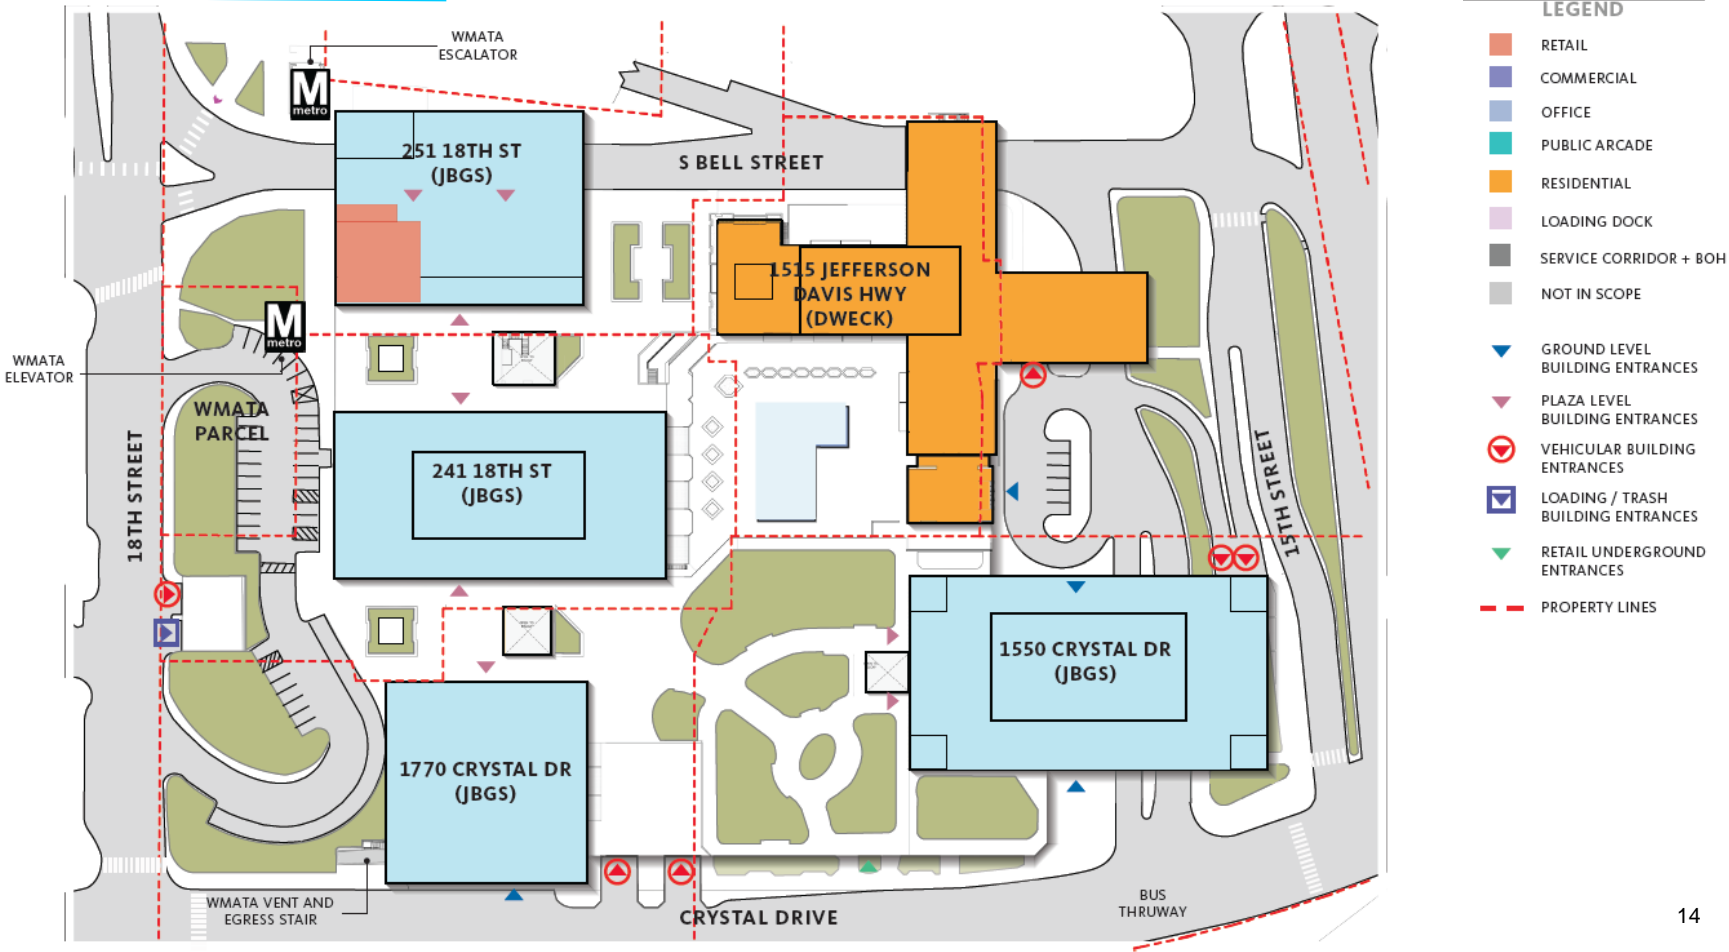 WMATA
ESCALATOR
M
metro
251 18TH ST
(JBGS)
S BELL STREET
1515 JEFFERSON
DAVIS HWY
(DWECK)
M
metro
WMATA
ELEVATOR
WMATA
PARCEL
18TH STREET
241 18TH ST
(JBGS)
15TH STREET
1550 CRYSTAL DR
(JBGS)
1770 CRYSTAL DR
(JBGS)
WMATA VENT AND
EGRESS STAIR
CRYSTAL DRIVE
BUS
THRUWAY
LEGEND
RETAIL
COMMERCIAL
OFFICE
PUBLIC ARCADE
RESIDENTIAL
LOADING DOCK
SERVICE CORRIDOR + BOH
NOT IN SCOPE
GROUND LEVEL
BUILDING ENTRANCES
PLAZA LEVEL
BUILDING ENTRANCES
VEHICULAR BUILDING
ENTRANCES
LOADING / TRASH
BUILDING ENTRANCES
RETAIL UNDERGROUND
ENTRANCES
PROPERTY LINES
14